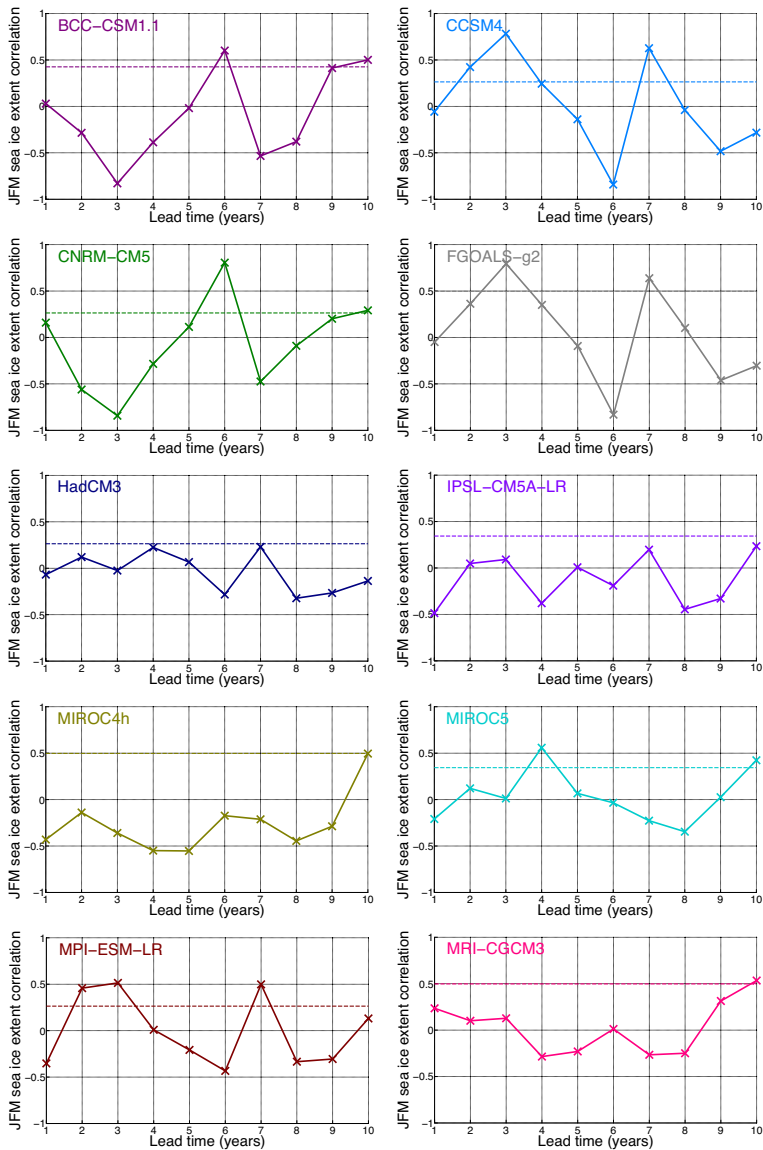 BCC−CSM1.1
JFM sea ice extent correlation
1
0.5
0
−0.5
−1
1 2 3 4 5 6 7 8 9 10
Lead time (years)
CCSM4
JFM sea ice extent correlation
1
0.5
0
−0.5
−1
1 2 3 4 5 6 7 8 9 10
Lead time (years)
CNRM−CM5
JFM sea ice extent correlation
1
0.5
0
−0.5
−1
1 2 3 4 5 6 7 8 9 10
Lead time (years)
FGOALS−g2
JFM sea ice extent correlation
1
0.5
0
−0.5
−1
1 2 3 4 5 6 7 8 9 10
Lead time (years)
HadCM3
JFM sea ice extent correlation
1
0.5
0
−0.5
−1
1 2 3 4 5 6 7 8 9 10
Lead time (years)
IPSL−CM5A−LR
JFM sea ice extent correlation
1
0.5
0
−0.5
−1
1 2 3 4 5 6 7 8 9 10
Lead time (years)
MIROC4h
JFM sea ice extent correlation
1
0.5
0
−0.5
−1
1 2 3 4 5 6 7 8 9 10
Lead time (years)
MIROC5
JFM sea ice extent correlation
1
0.5
0
−0.5
−1
1 2 3 4 5 6 7 8 9 10
Lead time (years)
MPI−ESM−LR
JFM sea ice extent correlation
1
0.5
0
−0.5
−1
1 2 3 4 5 6 7 8 9 10
Lead time (years)
MRI−CGCM3
JFM sea ice extent correlation
1
0.5
0
−0.5
−1
1 2 3 4 5 6 7 8 9 10
Lead time (years)